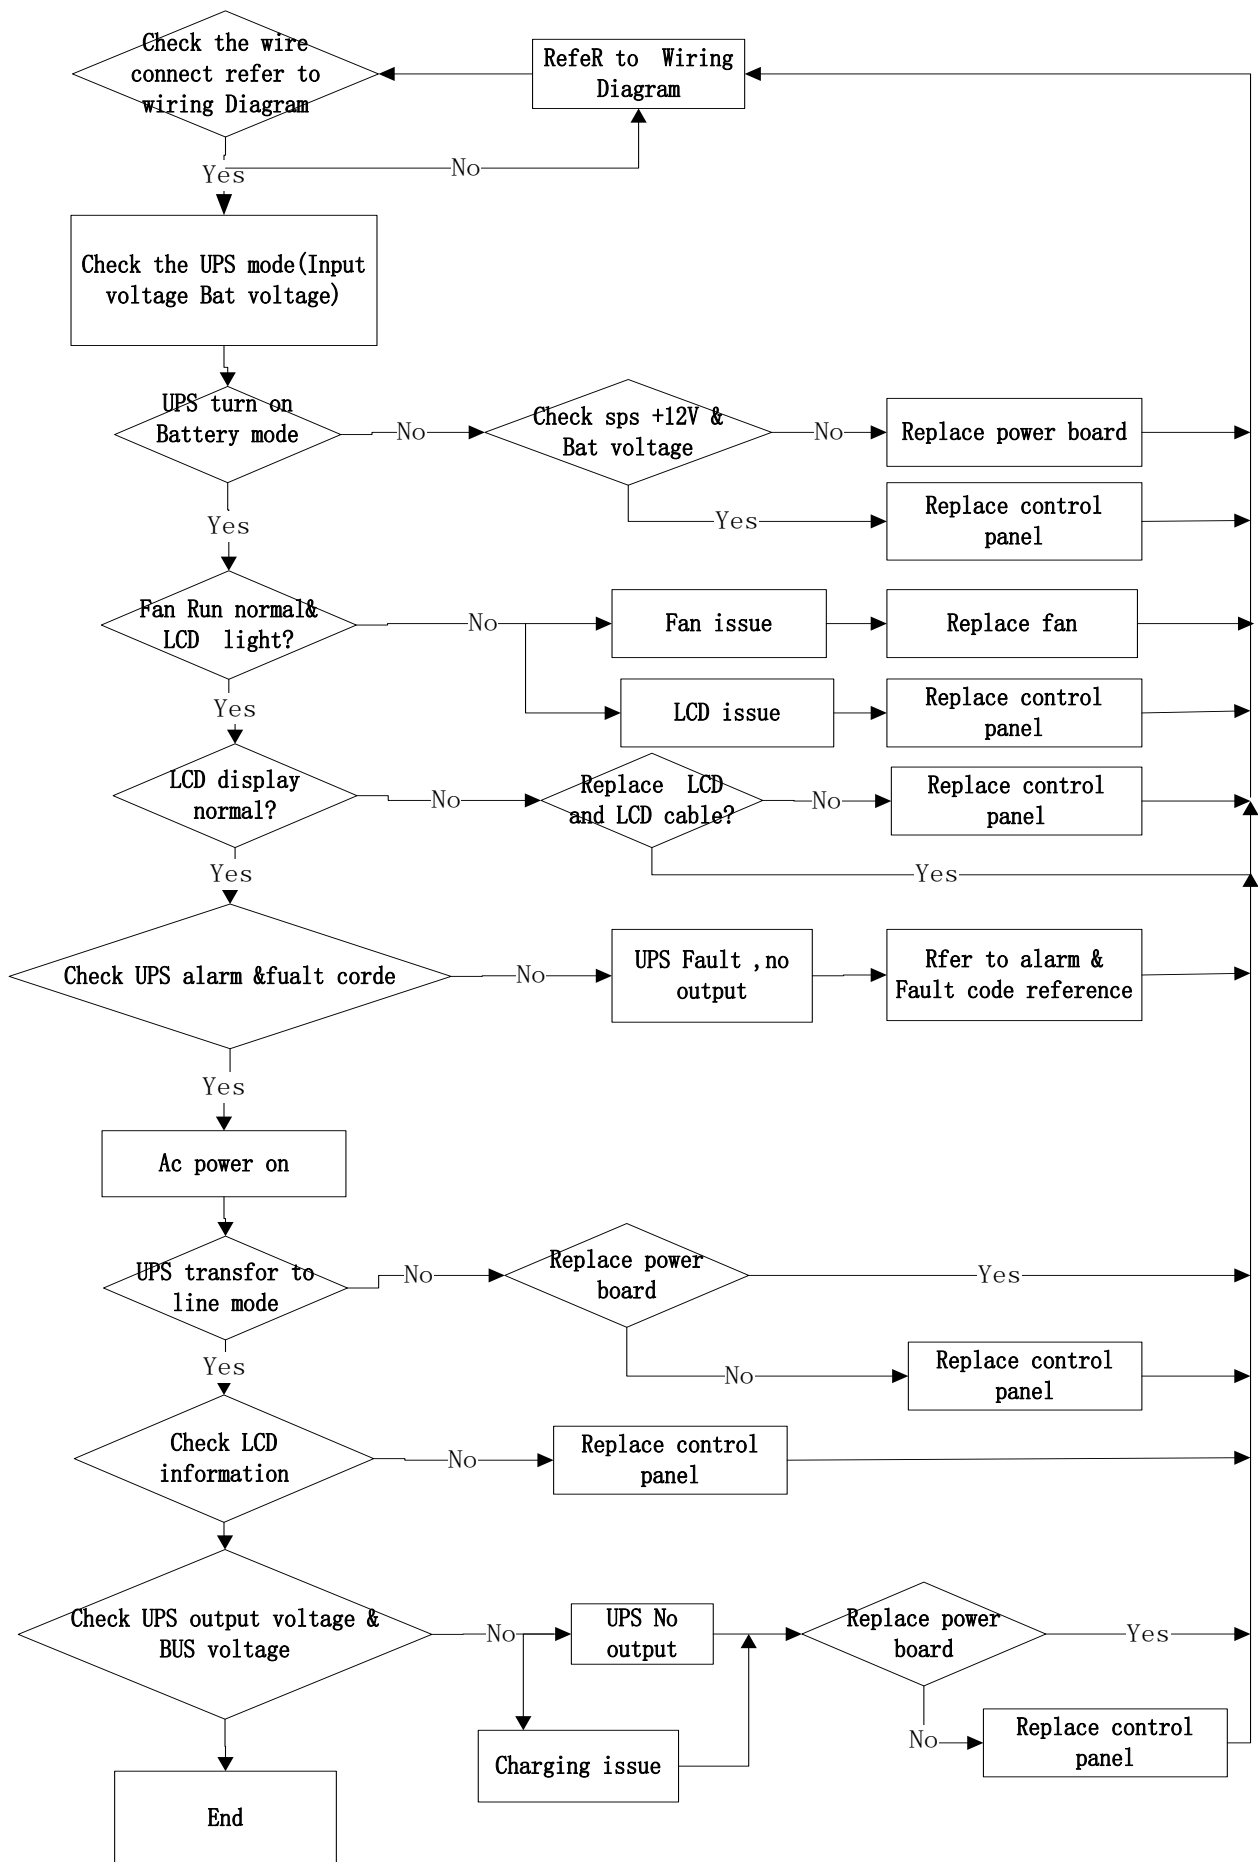 Check the wire
connect refer to
wiring Diagram
RefeR to Wiring
Diagram
Yes
No
Check the UPS mode(Input
voltage Bat voltage)
UPS turn on
Battery mode
No
Check sps +12V &
Bat voltage
No
Replace power board
Yes
Replace control
panel
Yes
Fan Run normal&
LCD light?
No
Fan issue
Replace fan
LCD issue
Replace control
panel
Yes
LCD display
normal?
No
Replace LCD
and LCD cable?
No
Replace control
panel
Yes
Yes
Check UPS alarm &fualt corde
No
UPS Fault ,no
output
Rfer to alarm &
Fault code reference
Yes
Ac power on
UPS transfor to
line mode
No
Replace power
board
Yes
No
Replace control
panel
Yes
Check LCD
information
No
Replace control
panel
Check UPS output voltage &
BUS voltage
No
UPS No
output
Replace power
board
Yes
Charging issue
No
Replace control
panel
End